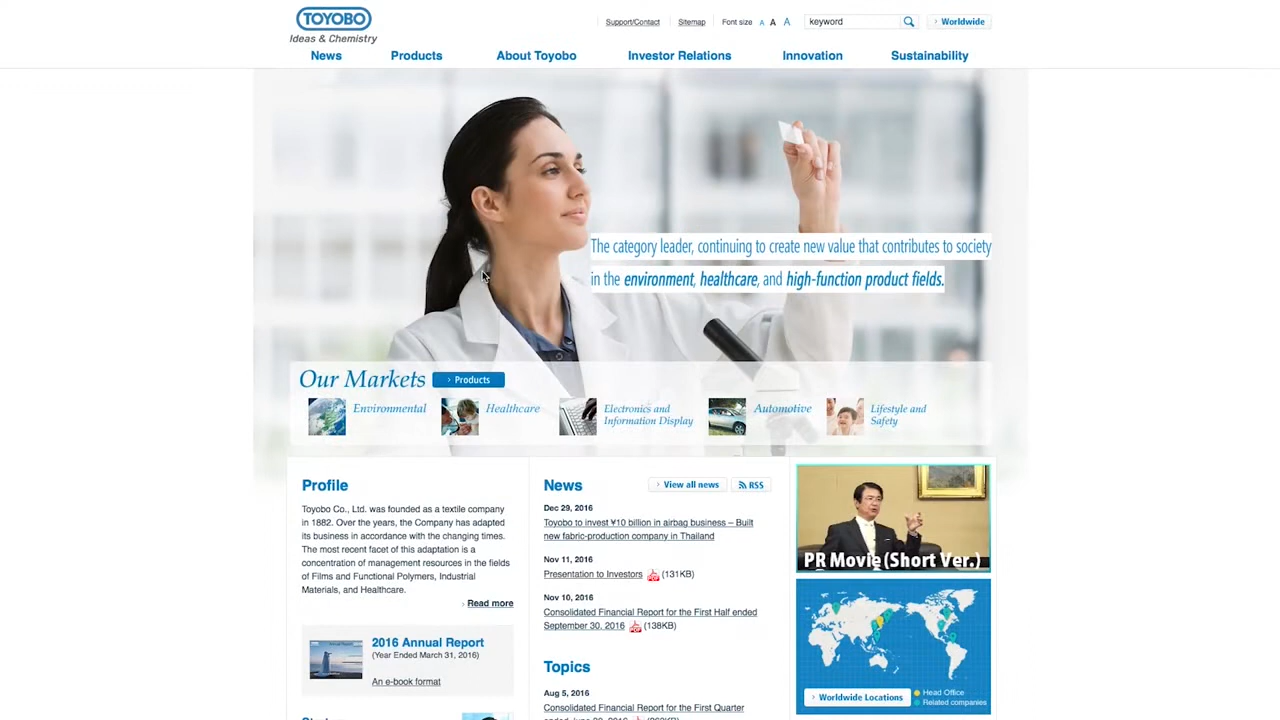 TOYOBO
Ideas & Chemistry
Support/Contact
Sitemap
Font size A A A
keyword
Worldwide
News
Products
About Toyobo
Investor Relations
Innovation
Sustainability
The category leader, continuing to create new value that contributes to society
in the environment, healthcare, and high-function product fields.
Our Markets
Products
Environmental
Healthcare
Electronics and
Information Display
Automotive
Lifestyle and
Safety
Profile
Toyobo Co., Ltd. was founded as a textile company
in 1882. Over the years, the Company has adapted
its business in accordance with the changing times.
The most recent facet of this adaptation is a
concentration of management resources in the fields
of Films and Functional Polymers, Industrial
Materials, and Healthcare.
Read more
2016 Annual Report
(Year Ended March 31, 2016)
An e-book format
News
View all news
RSS
Dec 29, 2016
Toyobo to invest ¥10 billion in airbag business – Built
new fabric-production company in Thailand
Nov 11, 2016
Presentation to Investors (131KB)
Nov 10, 2016
Consolidated Financial Report for the First Half ended
September 30, 2016 (138KB)
Topics
Aug 5, 2016
Consolidated Financial Report for the First Quarter
PR Movie (Short Ver.)
Worldwide Locations
Head Office
Related companies